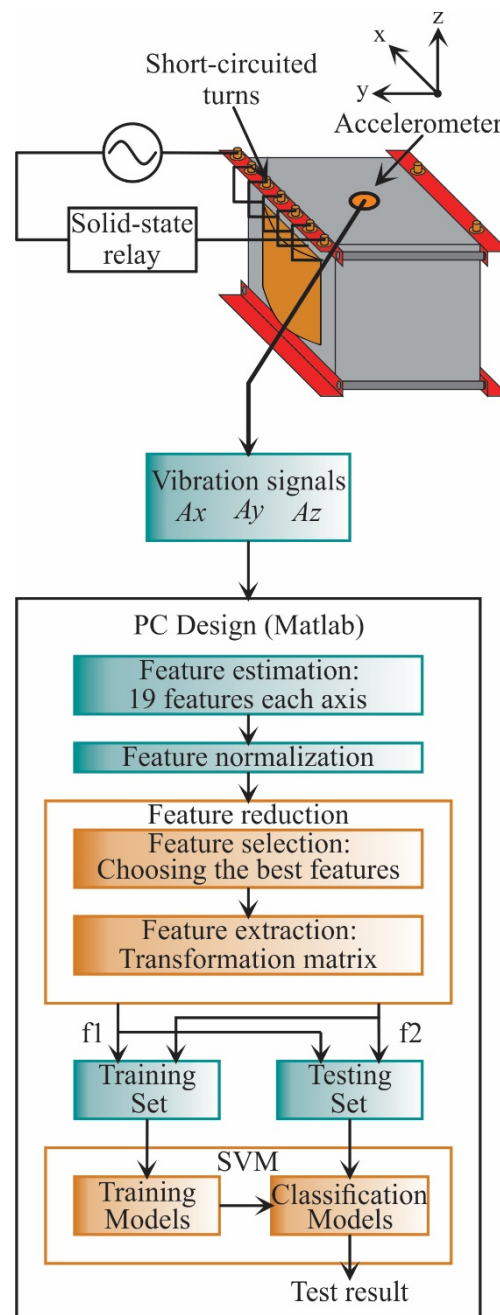 z
x
y
Short-circuited
turns
Accelerometer
Solid-state
relay
Vibration signals
Ax Ay Az
PC Design (Matlab)
Feature estimation:
19 features each axis
Feature normalization
Feature reduction
Feature selection:
Choosing the best features
Feature extraction:
Transformation matrix
f1 f2
Training
Set
Testing
Set
SVM
Training
Models
Classification
Models
Test result